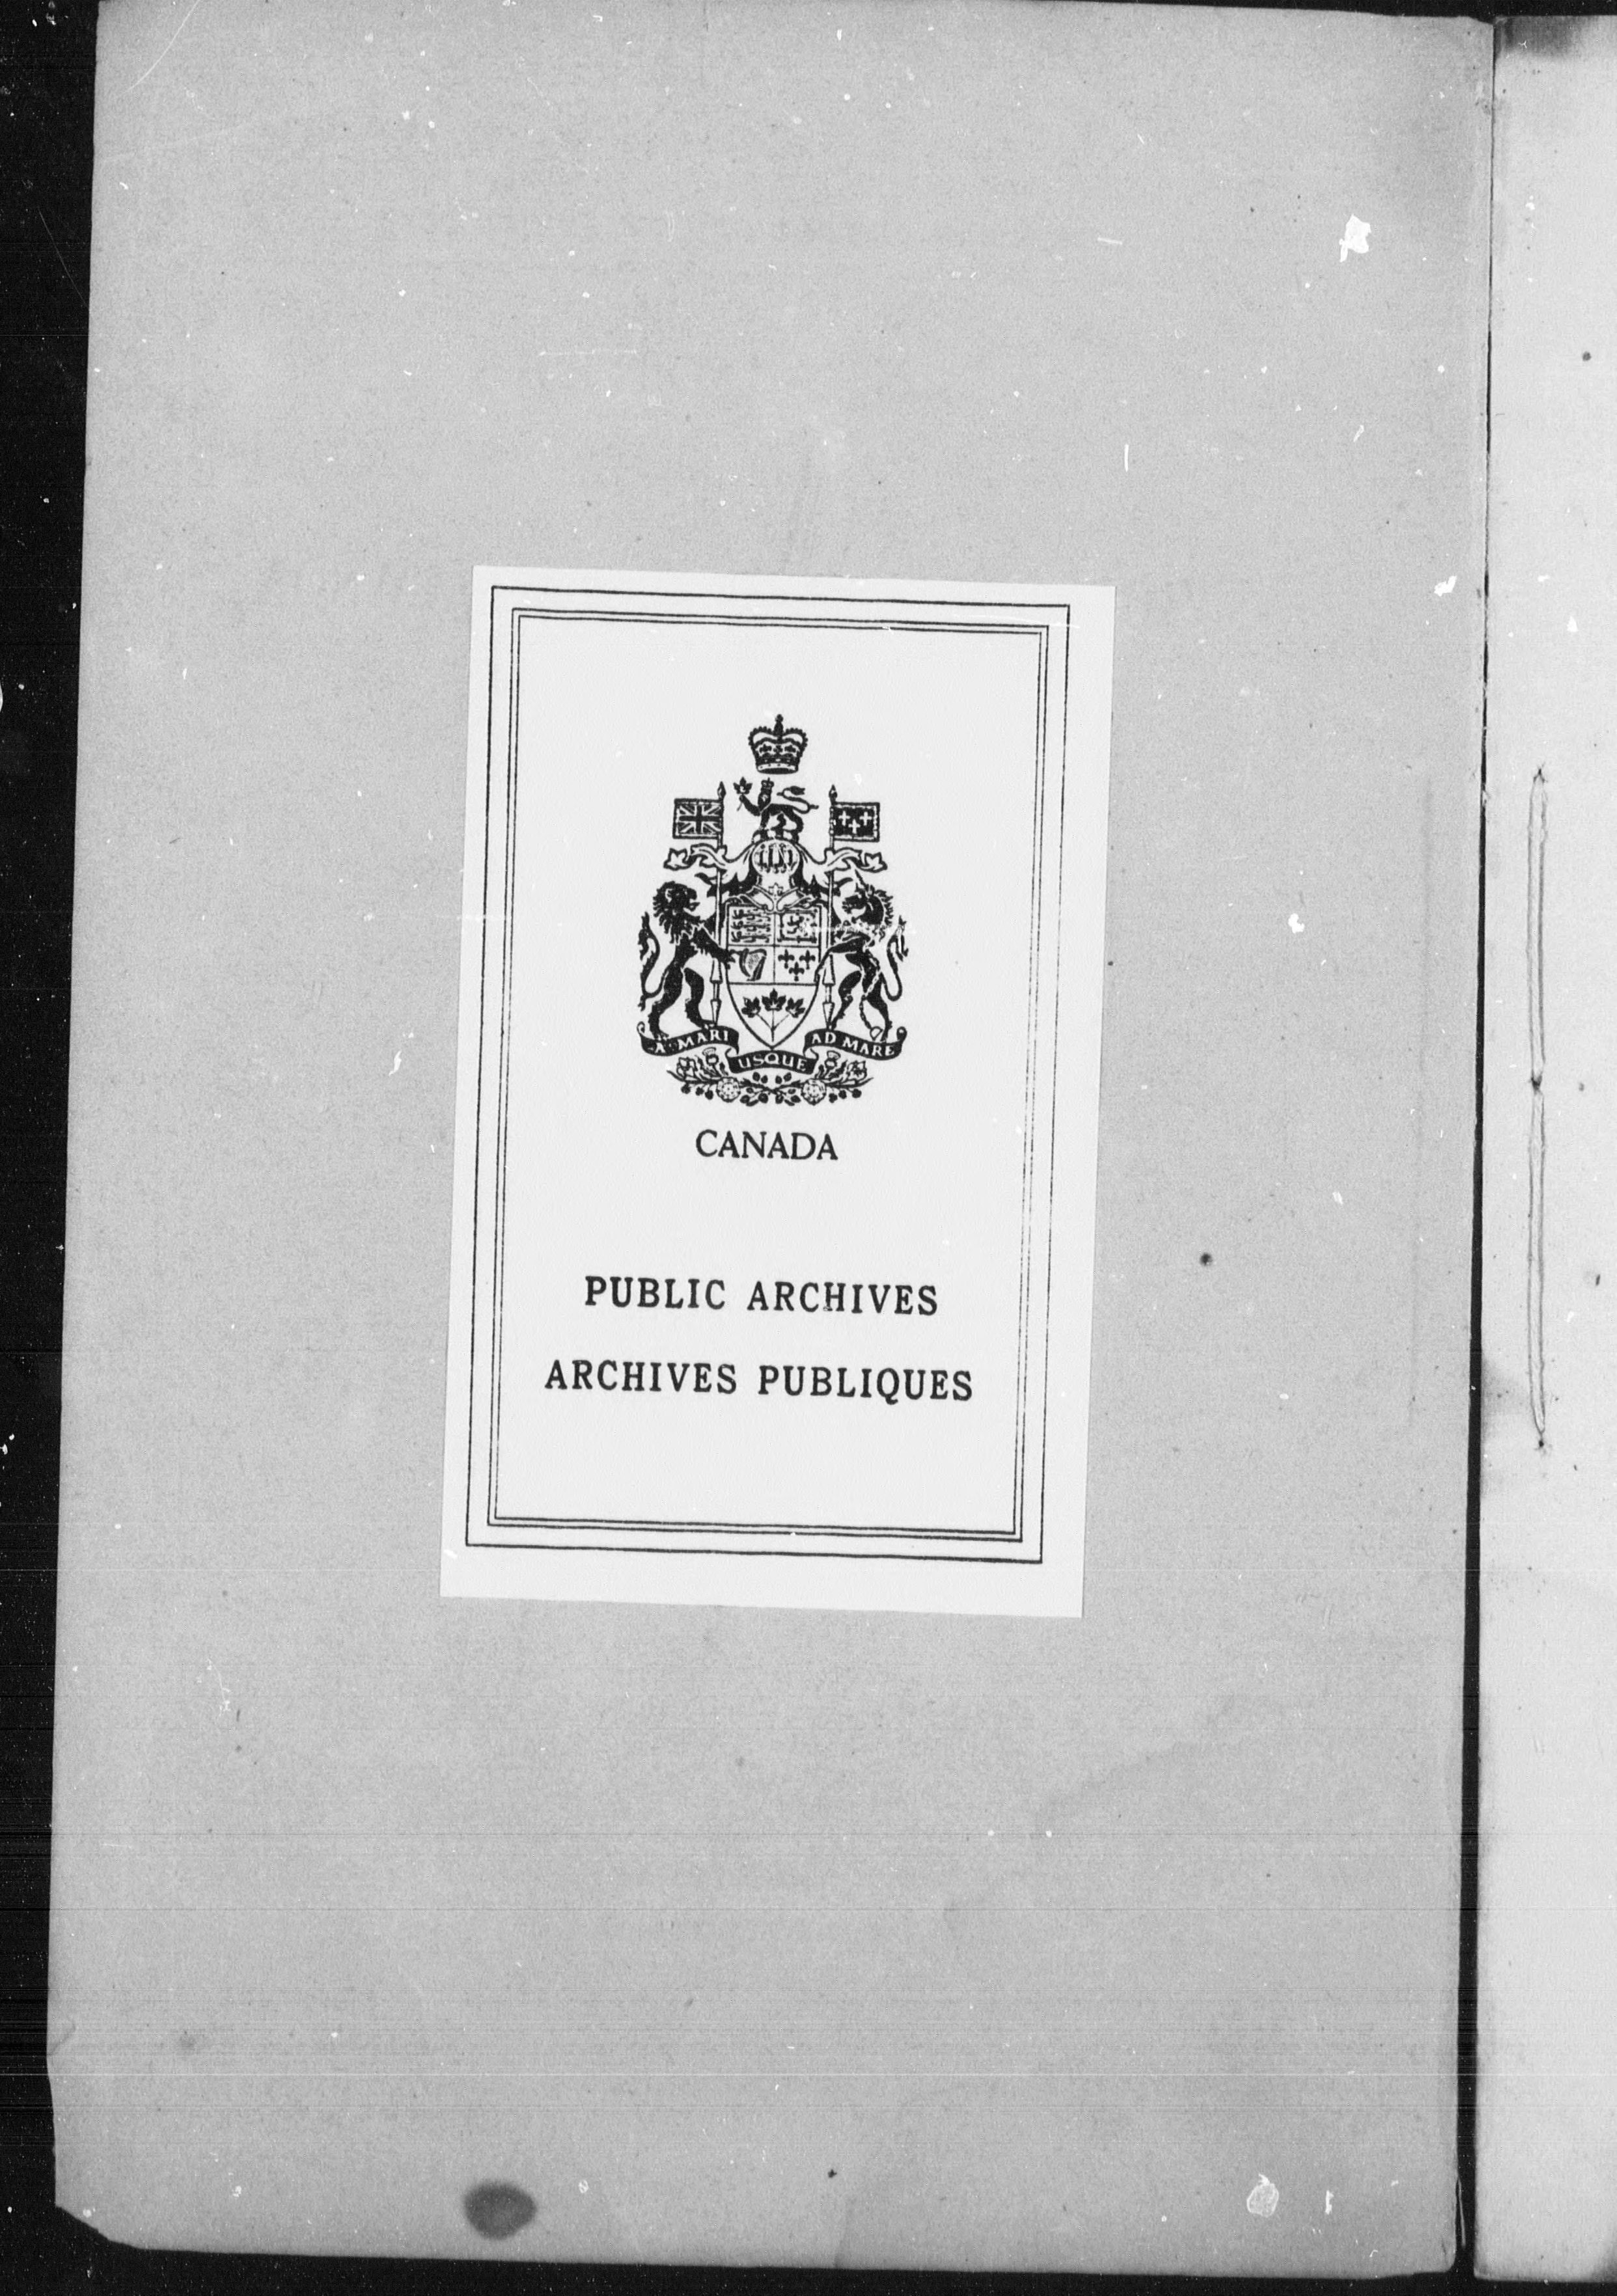 A MARI USQUE AD MARE
CANADA
PUBLIC ARCHIVES
ARCHIVES PUBLIQUES